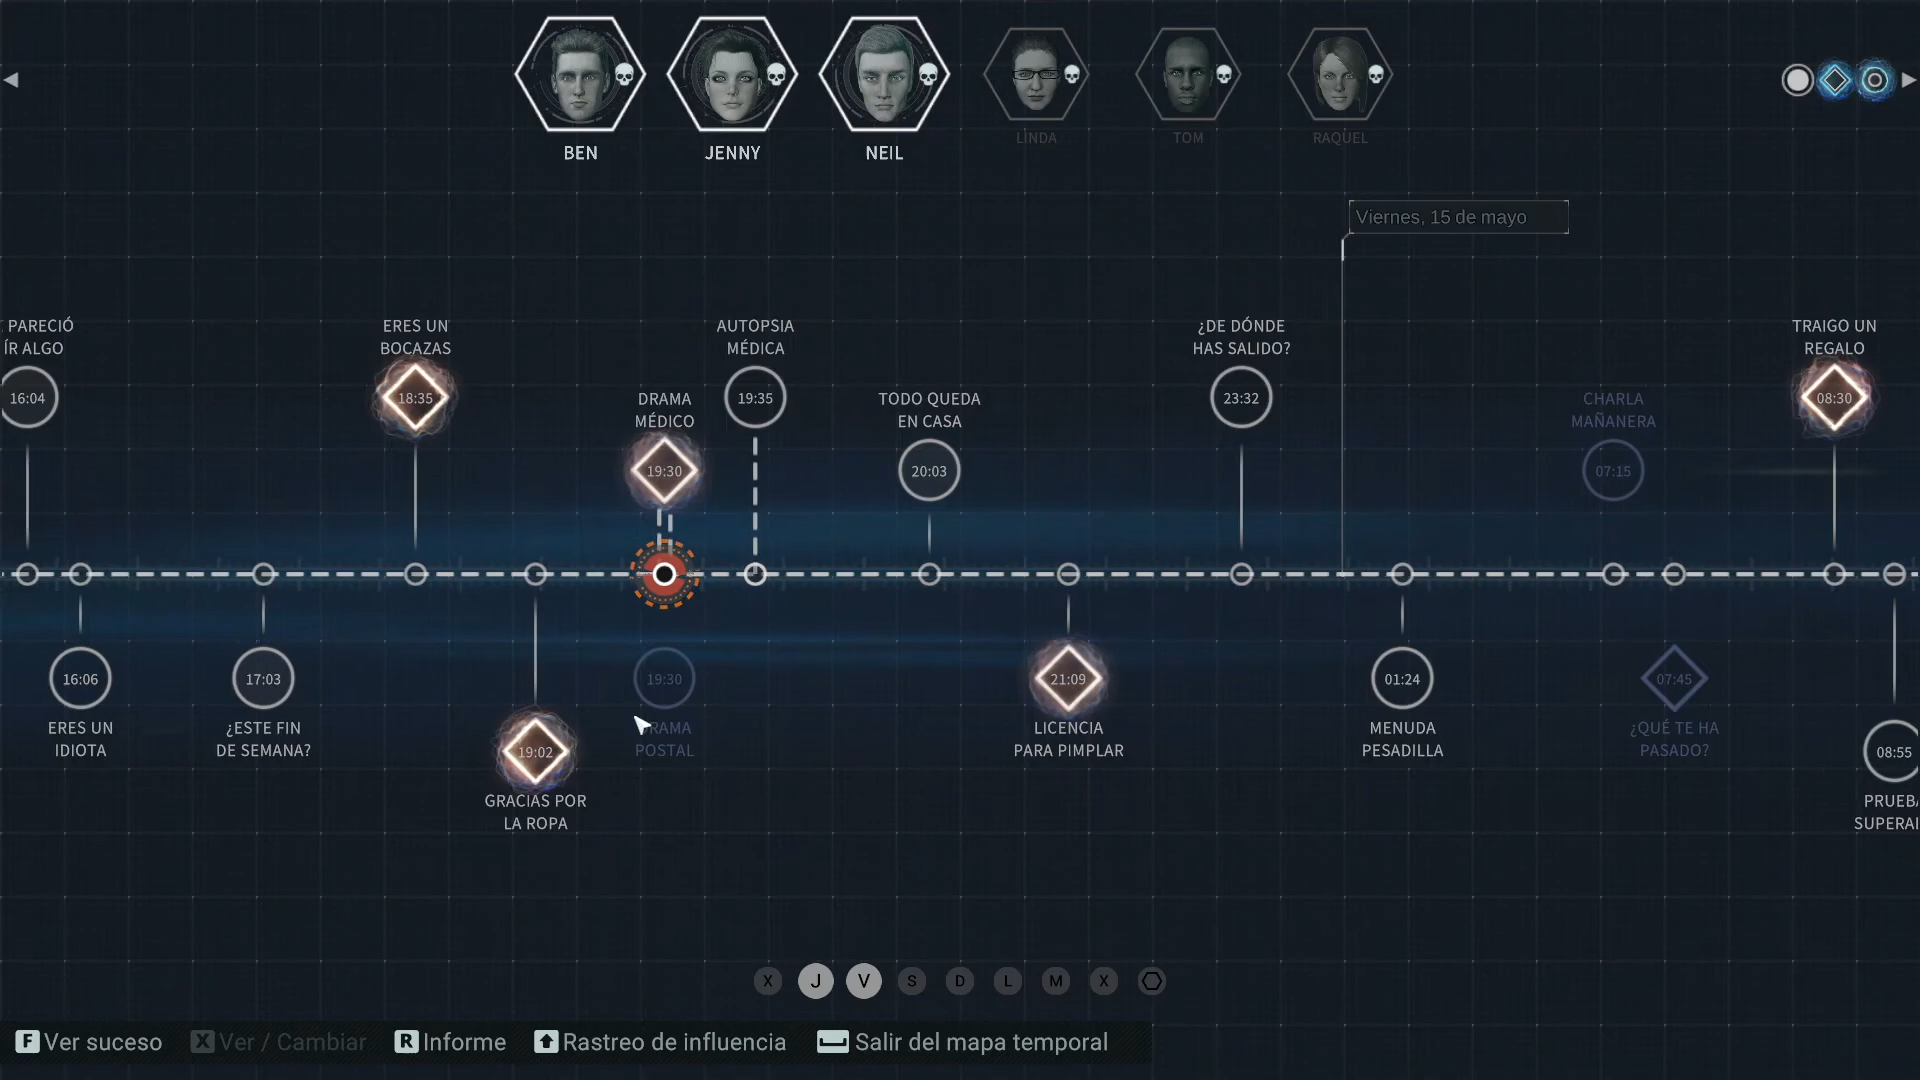 BEN
JENNY
NEIL
LINDA
TOM
RAQUEL
Viernes, 15 de mayo
PARECIÓ
ÍR ALGO
16:04
ERES UN
BOCAZAS
18:35
DRAMA
MÉDICO
19:30
AUTOPSIA
MÉDICA
19:35
TODO QUEDA
EN CASA
20:03
¿DE DÓNDE
HAS SALIDO?
23:32
CHARLA
MAÑANERA
07:15
TRAIGO UN
REGALO
08:30
16:06
ERES UN
IDIOTA
17:03
¿ESTE FIN
DE SEMANA?
19:02
GRACIAS POR
LA ROPA
19:30
DRAMA
POSTAL
21:09
LICENCIA
PARA PIMPLAR
01:24
MENUDA
PESADILLA
07:45
¿QUÉ TE HA
PASADO?
08:55
PRUEBA
SUPERA
X J V S D L M X
F Ver suceso X Ver / Cambiar R Informe Rastreo de influencia Salir del mapa temporal